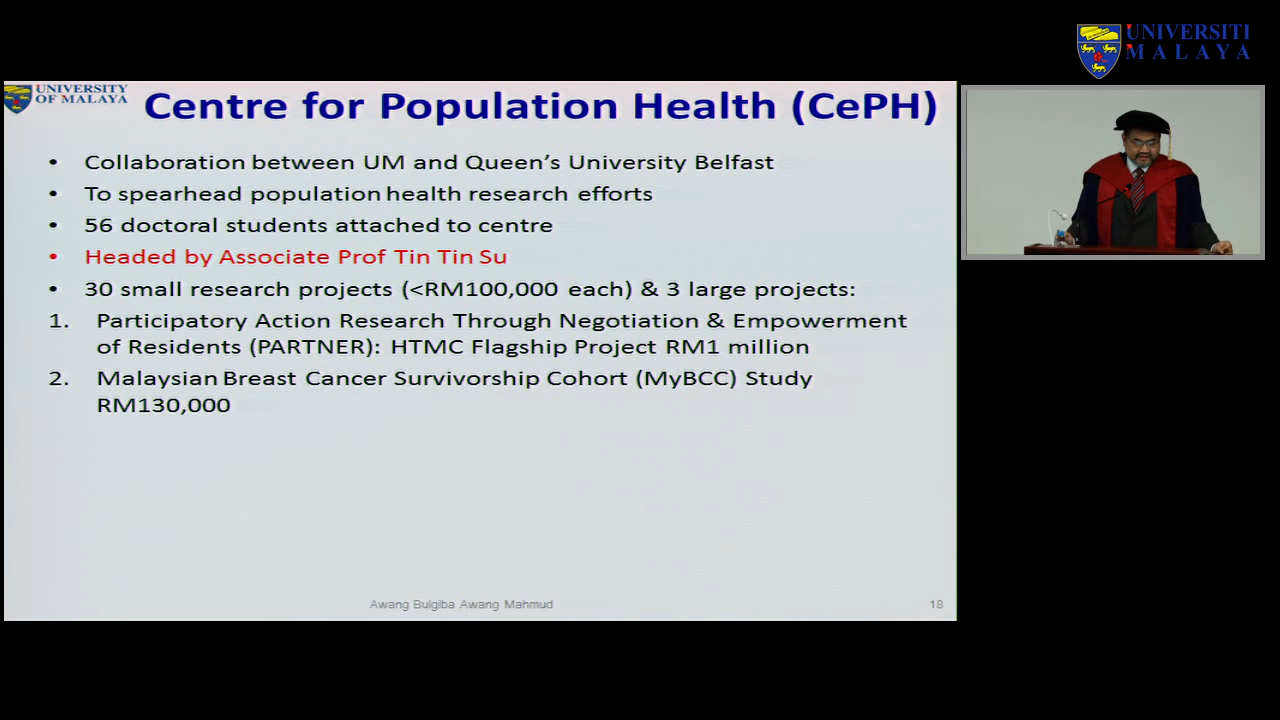 UNIVERSITI
MALAYA
UNIVERSITY
OF MALAYA
Centre for Population Health (CePH)
• Collaboration between UM and Queen’s University Belfast
• To spearhead population health research efforts
• 56 doctoral students attached to centre
• Headed by Associate Prof Tin Tin Su
• 30 small research projects (<RM100,000 each) & 3 large projects:
1. Participatory Action Research Through Negotiation & Empowerment
of Residents (PARTNER): HTMC Flagship Project RM1 million
2. Malaysian Breast Cancer Survivorship Cohort (MyBCC) Study
RM130,000
Awang Bulgiba Awang Mahmud
18